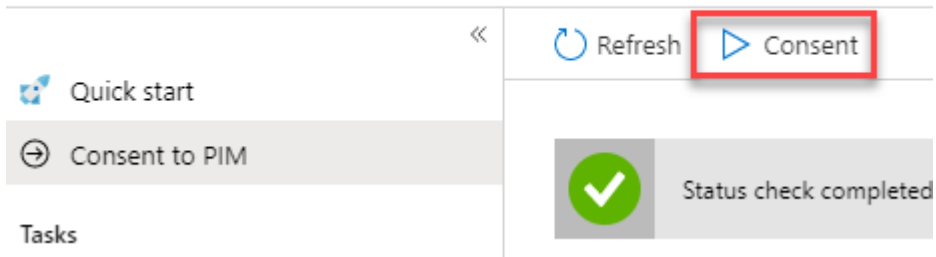 Refresh Consent
Quick start
Consent to PIM
Status check completed
Tasks